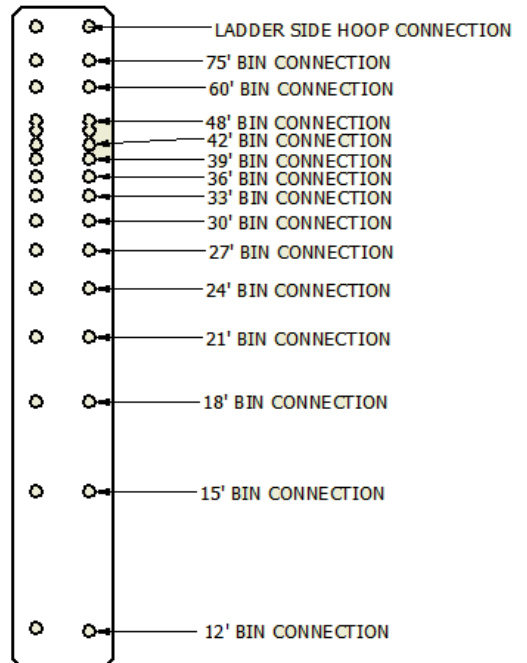 LADDER SIDE HOOP CONNECTION
75' BIN CONNECTION
60' BIN CONNECTION
48' BIN CONNECTION
42' BIN CONNECTION
39' BIN CONNECTION
36' BIN CONNECTION
33' BIN CONNECTION
30' BIN CONNECTION
27' BIN CONNECTION
24' BIN CONNECTION
21' BIN CONNECTION
18' BIN CONNECTION
15' BIN CONNECTION
12' BIN CONNECTION